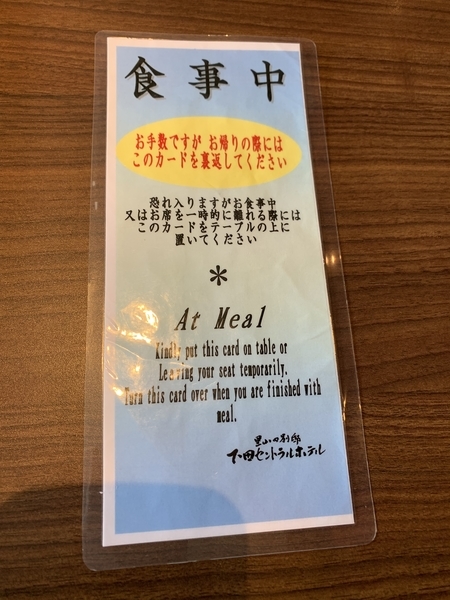 食事中
お手数ですが お帰りの際には
このカードを裏返してください
恐れ入りますがお食事中
又はお席を一時的に離れる際には
このカードをテーブルの上に
置いてください
*
At Meal
Kindly put this card on table or
Leaving your seat temporarily.
Turn this card over when you are finished with
meal.
里山の別邸
下田セントラルホテル